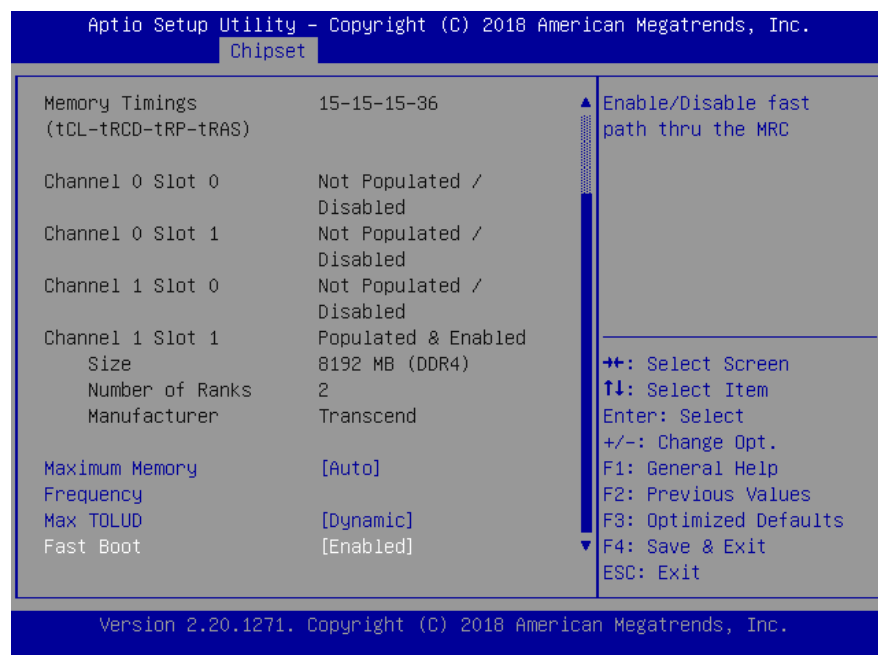 Aptio Setup Utility – Copyright (C) 2018 American Megatrends, Inc.
Chipset
Memory Timings 15-15-15-36
(tCL-tRCD-tRP-tRAS)
Channel 0 Slot 0 Not Populated /
Disabled
Channel 0 Slot 1 Not Populated /
Disabled
Channel 1 Slot 0 Not Populated /
Disabled
Channel 1 Slot 1 Populated & Enabled
Size 8192 MB (DDR4)
Number of Ranks 2
Manufacturer Transcend
Maximum Memory [Auto]
Frequency
Max TOLUD [Dynamic]
Fast Boot [Enabled]
Enable/Disable fast
path thru the MRC
→←: Select Screen
↑↓: Select Item
Enter: Select
+/-: Change Opt.
F1: General Help
F2: Previous Values
F3: Optimized Defaults
F4: Save & Exit
ESC: Exit
Version 2.20.1271. Copyright (C) 2018 American Megatrends, Inc.